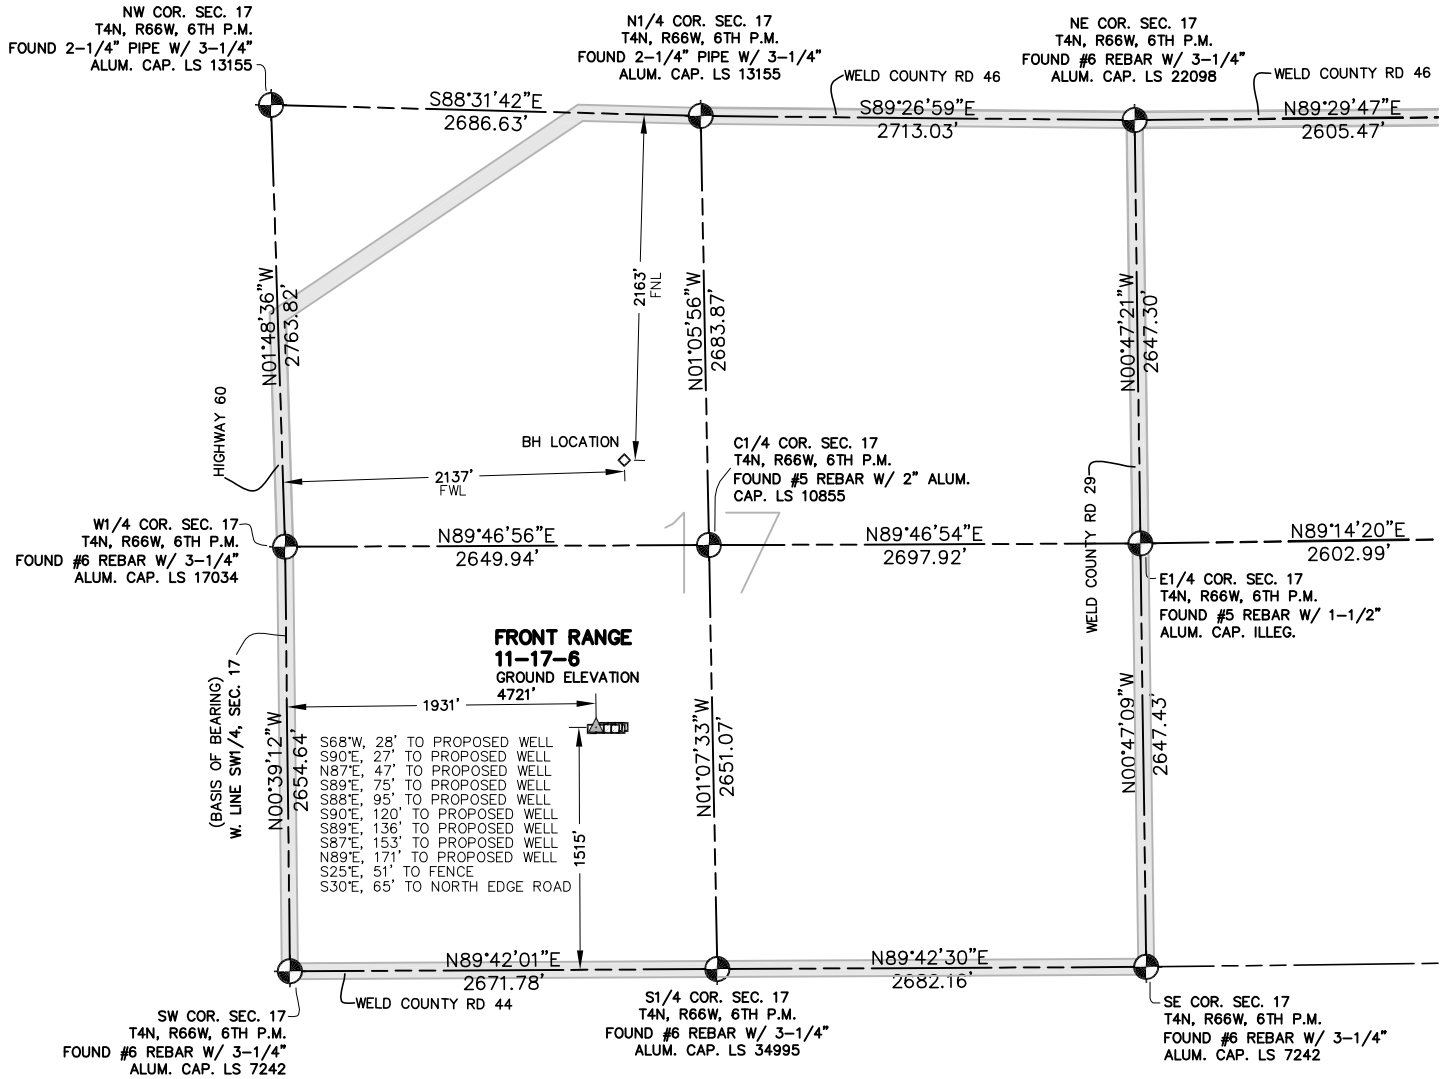 NW COR. SEC. 17
T4N, R66W, 6TH P.M.
FOUND 2-1/4" PIPE W/ 3-1/4"
ALUM. CAP. LS 13155
N1/4 COR. SEC. 17
T4N, R66W, 6TH P.M.
FOUND 2-1/4" PIPE W/ 3-1/4"
ALUM. CAP. LS 13155
NE COR. SEC. 17
T4N, R66W, 6TH P.M.
FOUND #6 REBAR W/ 3-1/4"
ALUM. CAP. LS 22098
WELD COUNTY RD 46
WELD COUNTY RD 46
S88°31'42"E
2686.63'
S89°26'59"E
2713.03'
N89°29'47"E
2605.47'
N01°48'36"W
2763.82'
2163'
FNL
N01°05'56"W
2683.87'
N00°47'21"W
2647.30'
HIGHWAY 60
BH LOCATION
2137'
FWL
C1/4 COR. SEC. 17
T4N, R66W, 6TH P.M.
FOUND #5 REBAR W/ 2" ALUM.
CAP. LS 10855
WELD COUNTY RD 29
17
W1/4 COR. SEC. 17
T4N, R66W, 6TH P.M.
FOUND #6 REBAR W/ 3-1/4"
ALUM. CAP. LS 17034
N89°46'56"E
2649.94'
N89°46'54"E
2697.92'
N89°14'20"E
2602.99'
E1/4 COR. SEC. 17
T4N, R66W, 6TH P.M.
FOUND #5 REBAR W/ 1-1/2"
ALUM. CAP. ILLEG.
FRONT RANGE
11-17-6
GROUND ELEVATION
4721'
1931'
(BASIS OF BEARING)
W. LINE SW1/4, SEC. 17
N00°39'12"W
2654.64'
S68°W, 28' TO PROPOSED WELL
S90°E, 27' TO PROPOSED WELL
N87°E, 47' TO PROPOSED WELL
S89°E, 75' TO PROPOSED WELL
S88°E, 95' TO PROPOSED WELL
S90°E, 120' TO PROPOSED WELL
S89°E, 136' TO PROPOSED WELL
S87°E, 153' TO PROPOSED WELL
N89°E, 171' TO PROPOSED WELL
S25°E, 51' TO FENCE
S30°E, 65' TO NORTH EDGE ROAD
1515'
N01°07'33"W
2651.07'
N00°47'09"W
2647.43'
N89°42'01"E
2671.78'
N89°42'30"E
2682.16'
WELD COUNTY RD 44
SW COR. SEC. 17
T4N, R66W, 6TH P.M.
FOUND #6 REBAR W/ 3-1/4"
ALUM. CAP. LS 7242
S1/4 COR. SEC. 17
T4N, R66W, 6TH P.M.
FOUND #6 REBAR W/ 3-1/4"
ALUM. CAP. LS 34995
SE COR. SEC. 17
T4N, R66W, 6TH P.M.
FOUND #6 REBAR W/ 3-1/4"
ALUM. CAP. LS 7242